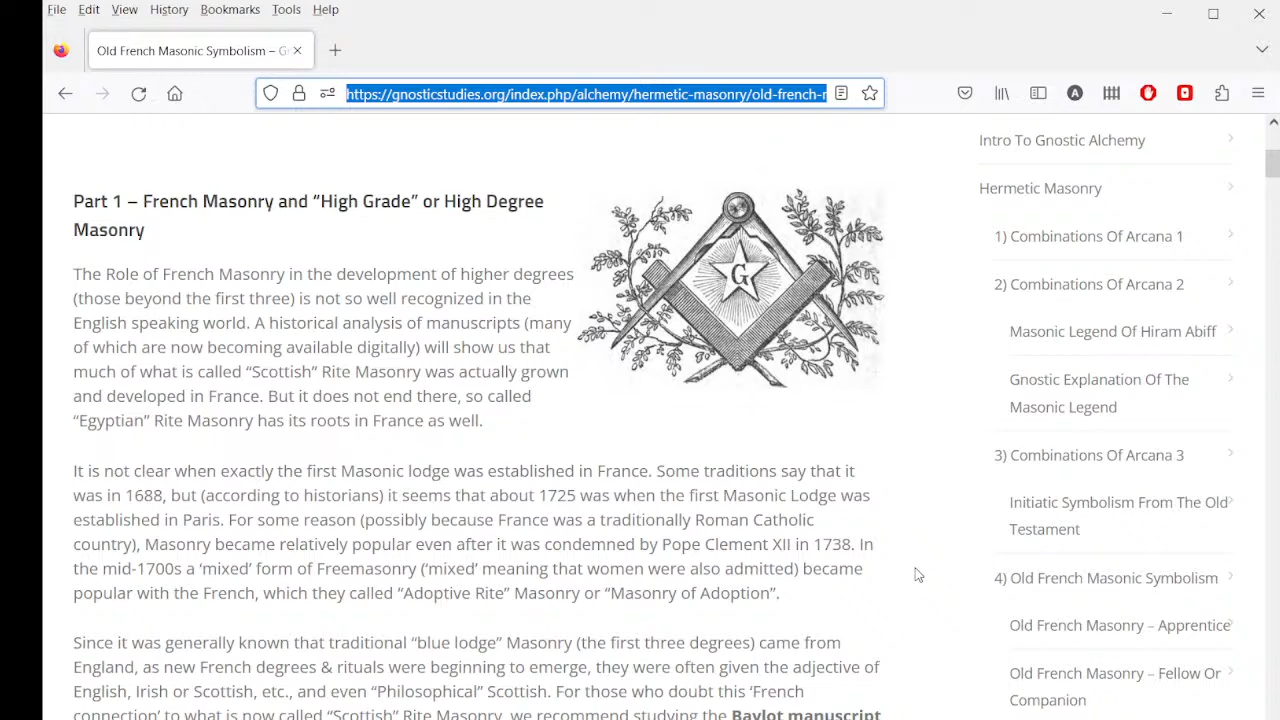 File Edit View History Bookmarks Tools Help
Old French Masonic Symbolism – G
https://gnosticstudies.org/index.php/alchemy/hermetic-masonry/old-french-r
A
Part 1 – French Masonry and “High Grade” or High Degree
Masonry
G
The Role of French Masonry in the development of higher degrees
(those beyond the first three) is not so well recognized in the
English speaking world. A historical analysis of manuscripts (many
of which are now becoming available digitally) will show us that
much of what is called “Scottish” Rite Masonry was actually grown
and developed in France. But it does not end there, so called
“Egyptian” Rite Masonry has its roots in France as well.
It is not clear when exactly the first Masonic lodge was established in France. Some traditions say that it
was in 1688, but (according to historians) it seems that about 1725 was when the first Masonic Lodge was
established in Paris. For some reason (possibly because France was a traditionally Roman Catholic
country), Masonry became relatively popular even after it was condemned by Pope Clement XII in 1738. In
the mid-1700s a ‘mixed’ form of Freemasonry (‘mixed’ meaning that women were also admitted) became
popular with the French, which they called “Adoptive Rite” Masonry or “Masonry of Adoption”.
Since it was generally known that traditional “blue lodge” Masonry (the first three degrees) came from
England, as new French degrees & rituals were beginning to emerge, they were often given the adjective of
English, Irish or Scottish, etc., and even “Philosophical” Scottish. For those who doubt this ‘French
connection’ to what is now called “Scottish” Rite Masonry, we recommend studying the Baylot manuscript
Intro To Gnostic Alchemy
Hermetic Masonry
1) Combinations Of Arcana 1
2) Combinations Of Arcana 2
Masonic Legend Of Hiram Abiff
Gnostic Explanation Of The
Masonic Legend
3) Combinations Of Arcana 3
Initiatic Symbolism From The Old
Testament
4) Old French Masonic Symbolism
Old French Masonry – Apprentice
Old French Masonry – Fellow Or
Companion